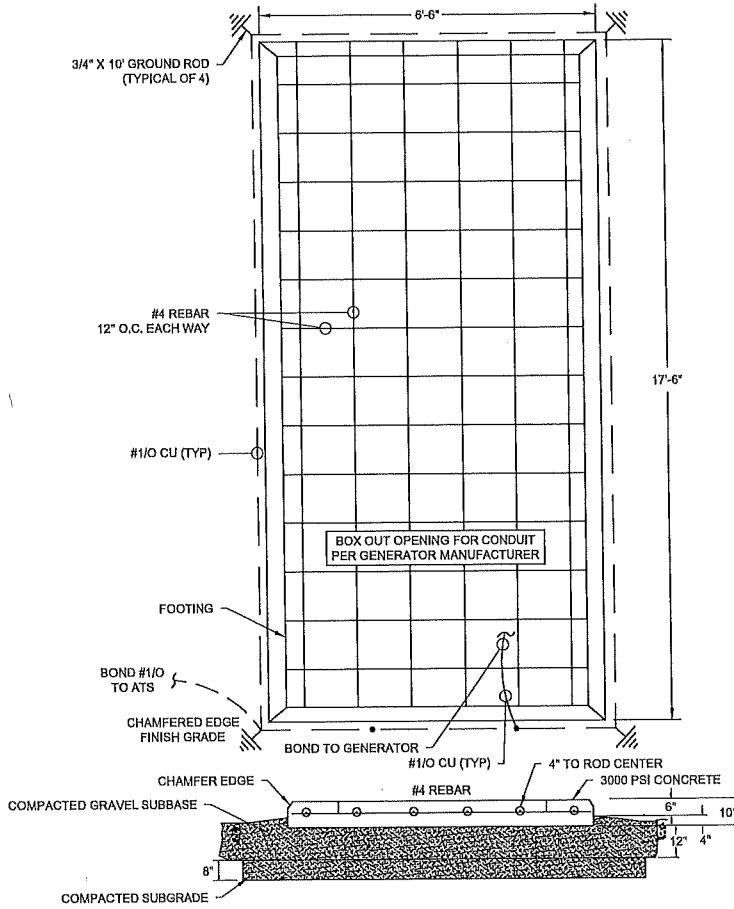 6'-6"
3/4" X 10' GROUND ROD
(TYPICAL OF 4)
#4 REBAR
12" O.C. EACH WAY
17'-6"
#1/O CU (TYP)
BOX OUT OPENING FOR CONDUIT
PER GENERATOR MANUFACTURER
FOOTING
BOND #1/O
TO ATS
CHAMFERED EDGE
FINISH GRADE
BOND TO GENERATOR
#1/O CU (TYP)
4" TO ROD CENTER
CHAMFER EDGE
#4 REBAR
3000 PSI CONCRETE
COMPACTED GRAVEL SUBBASE
6"
10"
12"
4"
8"
COMPACTED SUBGRADE